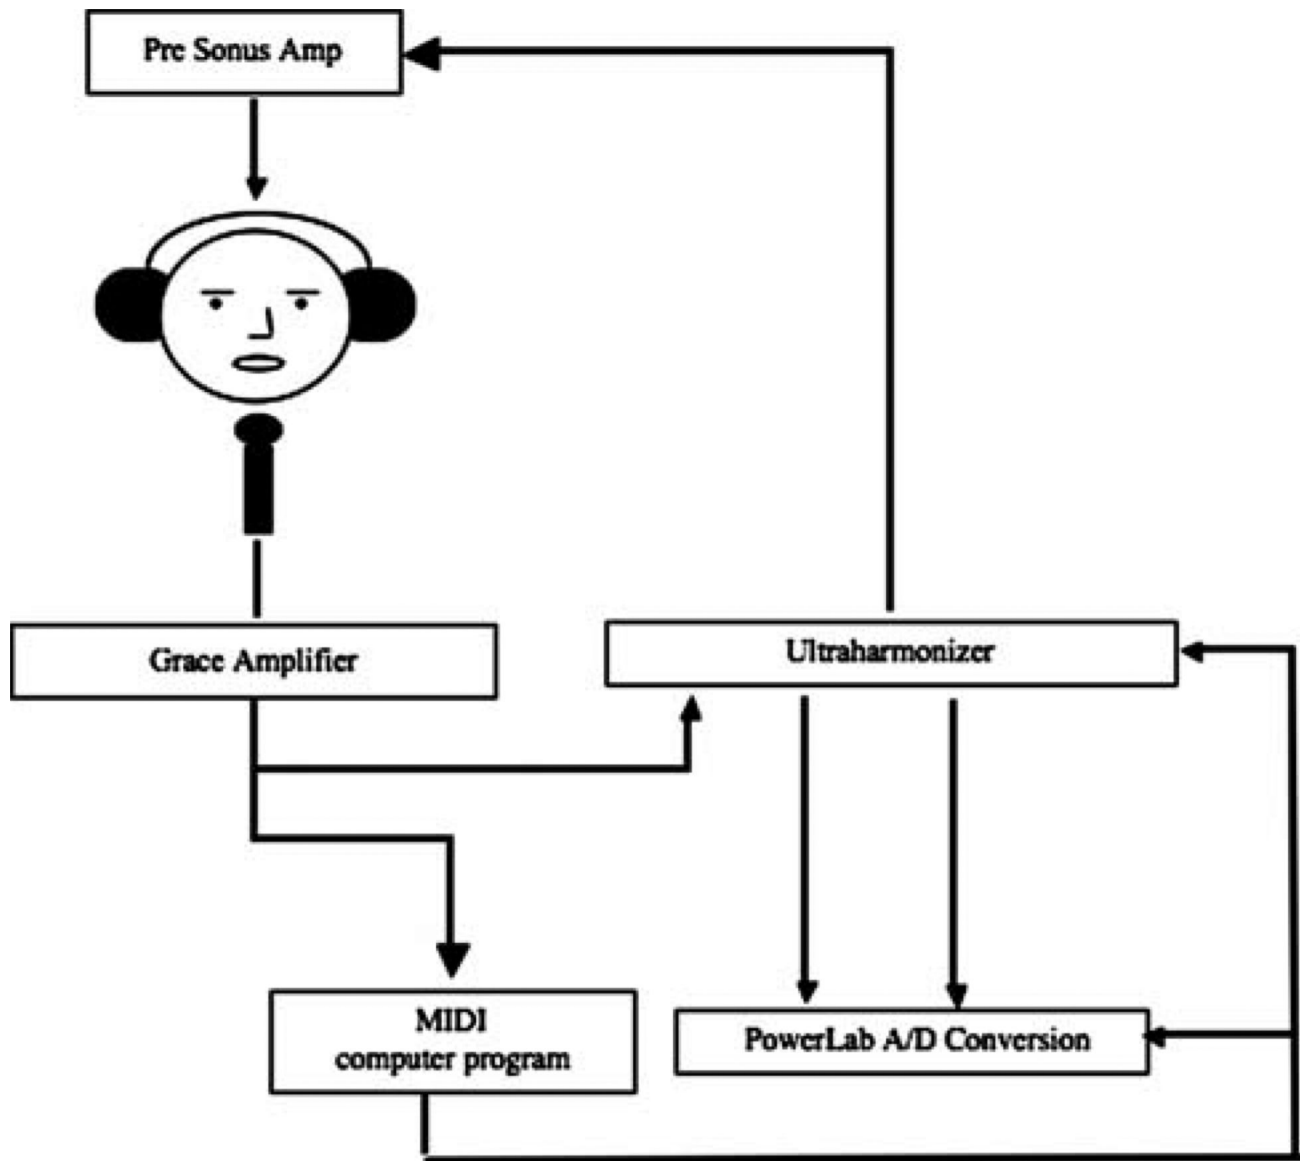 Pre Sonus Amp
Grace Amplifier
Ultraharmonizer
MIDI
computer program
PowerLab A/D Conversion